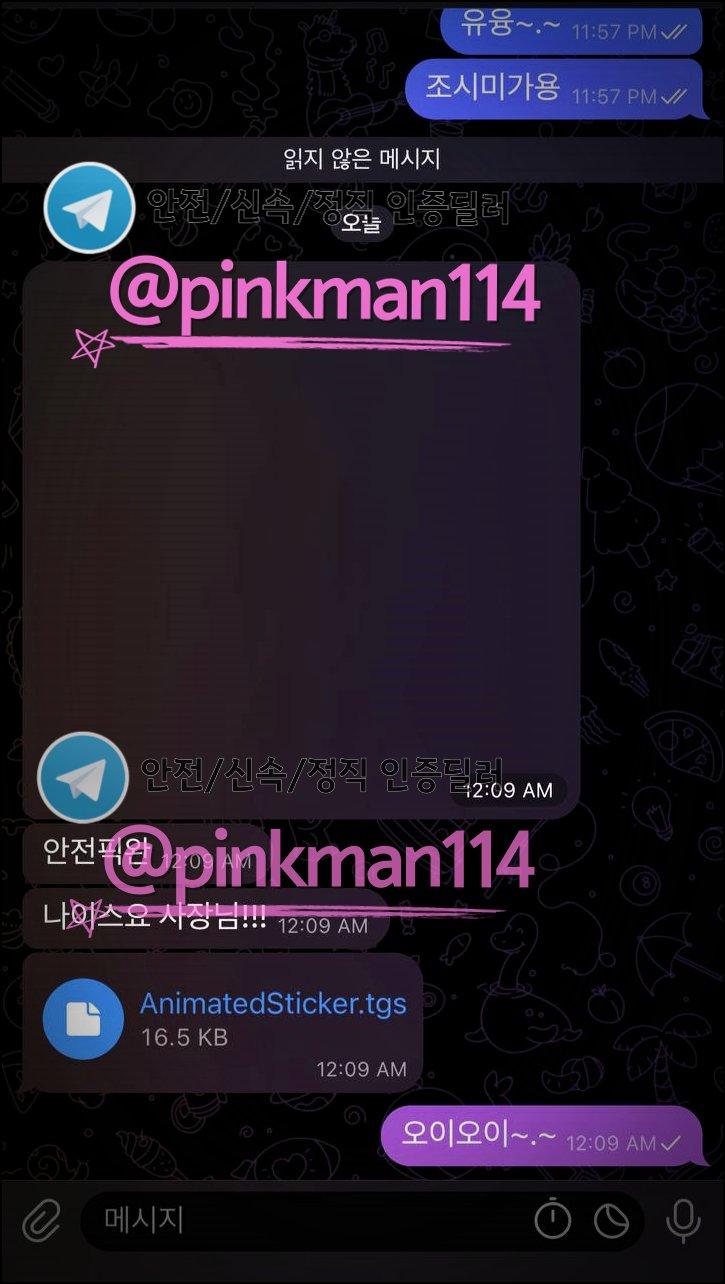 유융~.~ 11:57 PM
조시미가용 11:57 PM
읽지 않은 메시지
안전/신속/정직 인증딜러
오늘
@pinkman114
안전/신속/정직 인증딜러
12:09 AM
안전픽완 12:09 AM
@pinkman114
나이스요 사장님!!! 12:09 AM
AnimatedSticker.tgs
16.5 KB
12:09 AM
오이오이~.~ 12:09 AM
메시지